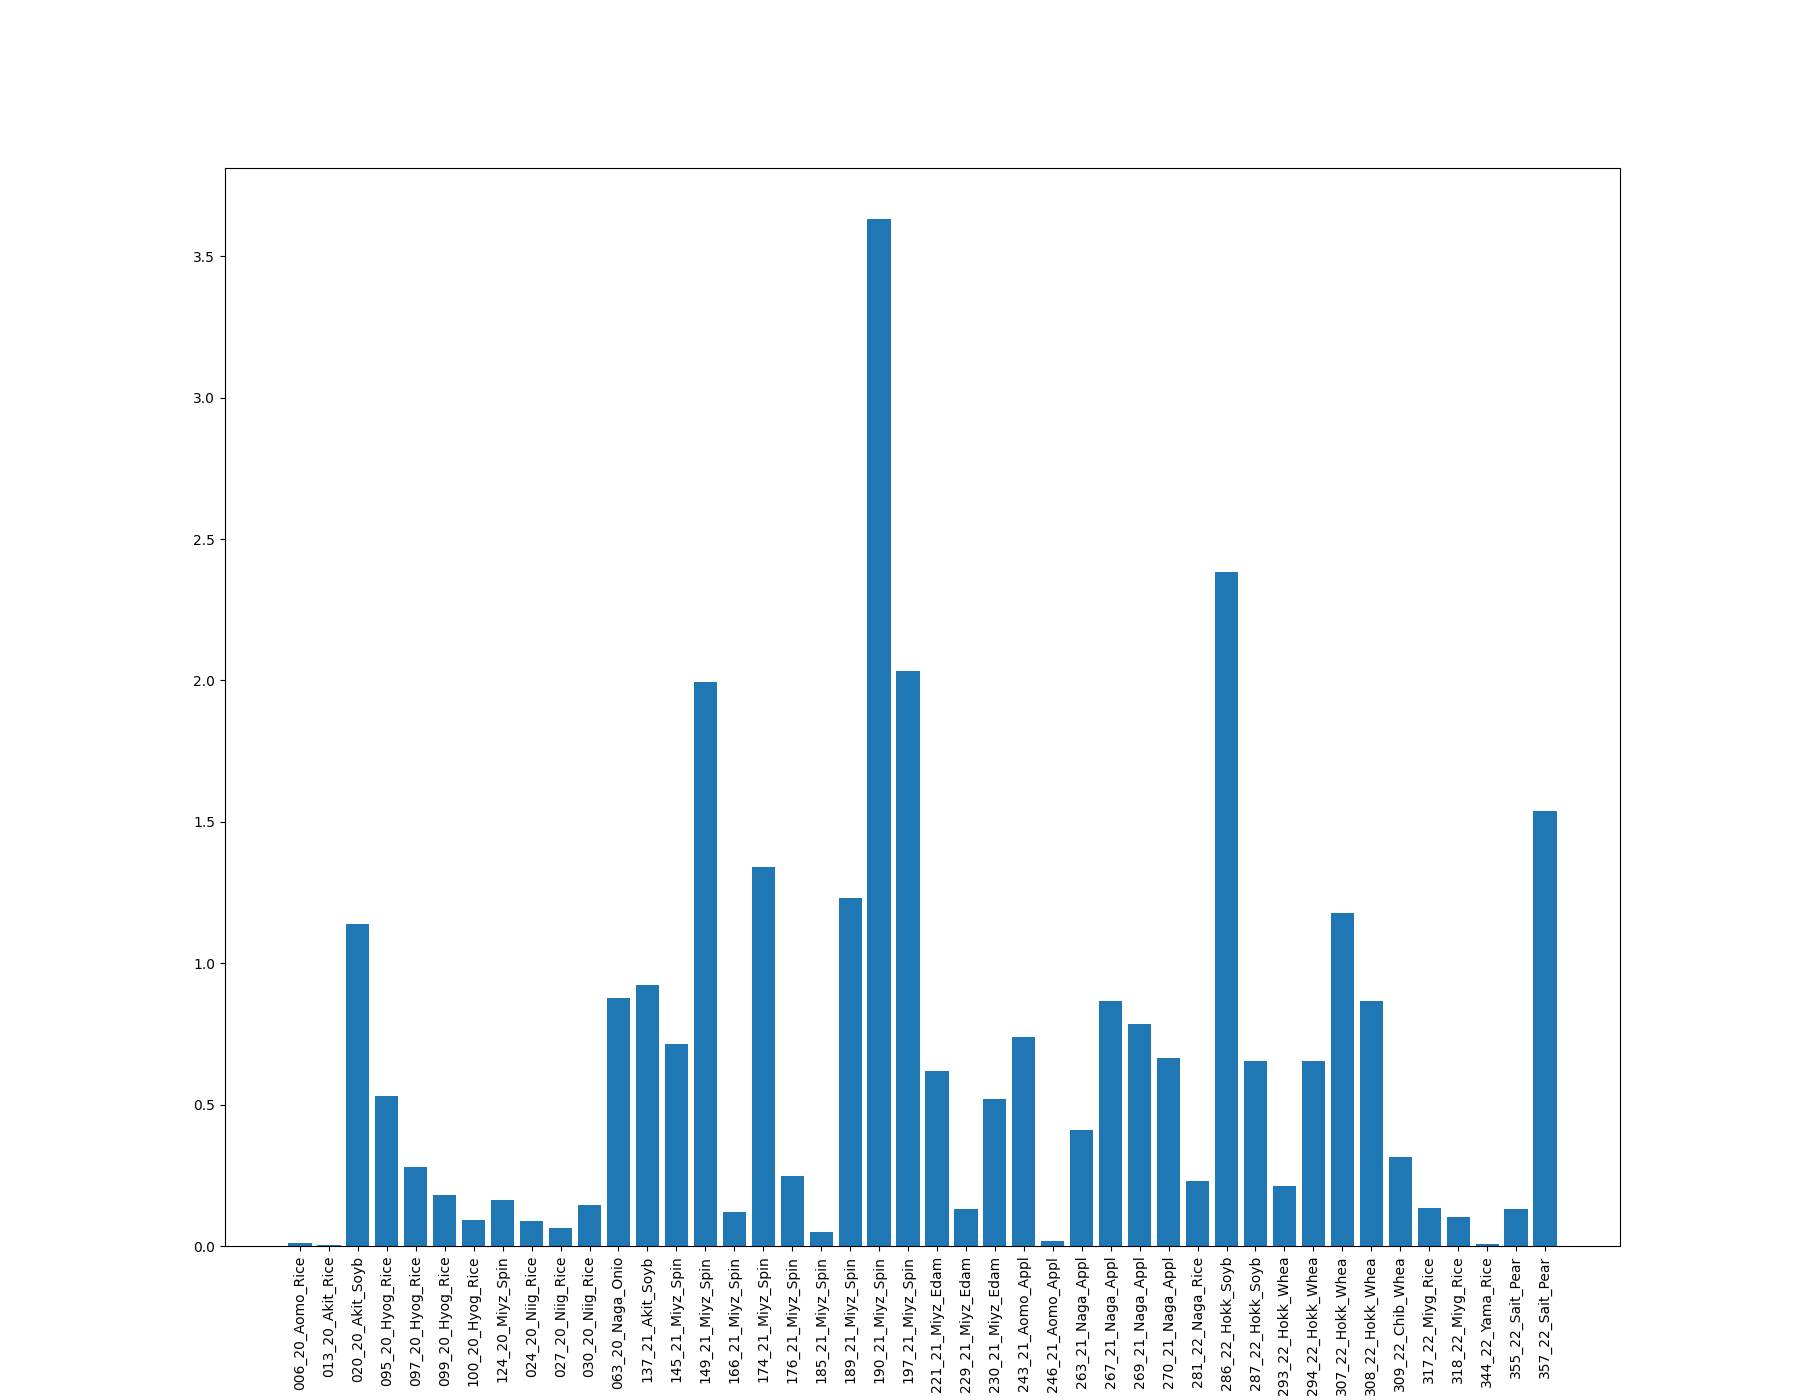 3.5
3.0
2.5
2.0
1.5
1.0
0.5
0.0
006_20_Aomo_Rice
013_20_Akit_Rice
020_20_Akit_Soyb
095_20_Hyog_Rice
097_20_Hyog_Rice
099_20_Hyog_Rice
100_20_Hyog_Rice
124_20_Miyz_Spin
024_20_Niig_Rice
027_20_Niig_Rice
030_20_Niig_Rice
063_20_Naga_Onio
137_21_Akit_Soyb
145_21_Miyz_Spin
149_21_Miyz_Spin
166_21_Miyz_Spin
174_21_Miyz_Spin
176_21_Miyz_Spin
185_21_Miyz_Spin
189_21_Miyz_Spin
190_21_Miyz_Spin
197_21_Miyz_Spin
221_21_Miyz_Edam
229_21_Miyz_Edam
230_21_Miyz_Edam
243_21_Aomo_Appl
246_21_Aomo_Appl
263_21_Naga_Appl
267_21_Naga_Appl
269_21_Naga_Appl
270_21_Naga_Appl
281_22_Naga_Rice
286_22_Hokk_Soyb
287_22_Hokk_Soyb
293_22_Hokk_Whea
294_22_Hokk_Whea
307_22_Hokk_Whea
308_22_Hokk_Whea
309_22_Chib_Whea
317_22_Miyg_Rice
318_22_Miyg_Rice
344_22_Yama_Rice
355_22_Sait_Pear
357_22_Sait_Pear